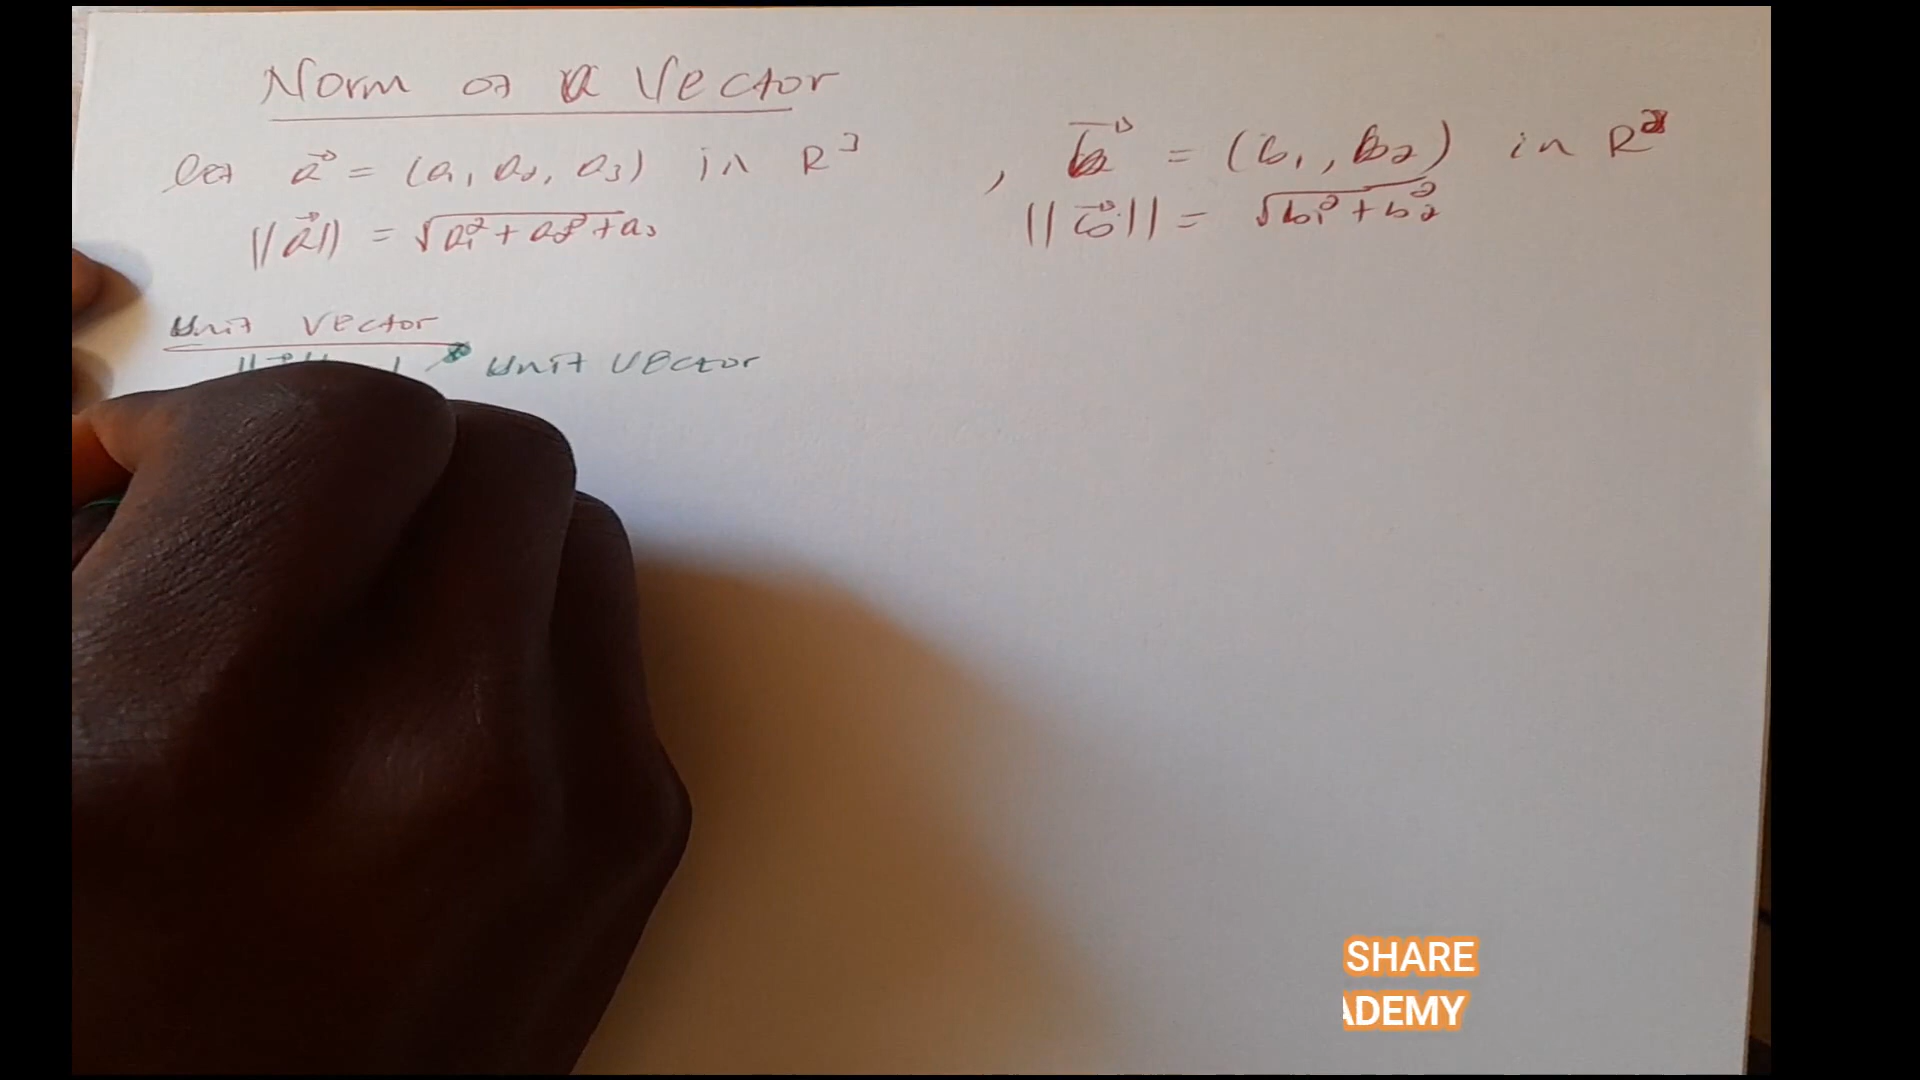 Norm of a Vector
let a⃗ = (a₁, a₂, a₃) in R³ , b⃗ = (b₁, b₂) in R²
||a⃗|| = √a₁² + a₂² + a₃ ||b⃗|| = √b₁² + b₂²
Unit Vector
Unit Vector
SHARE
ADEMY